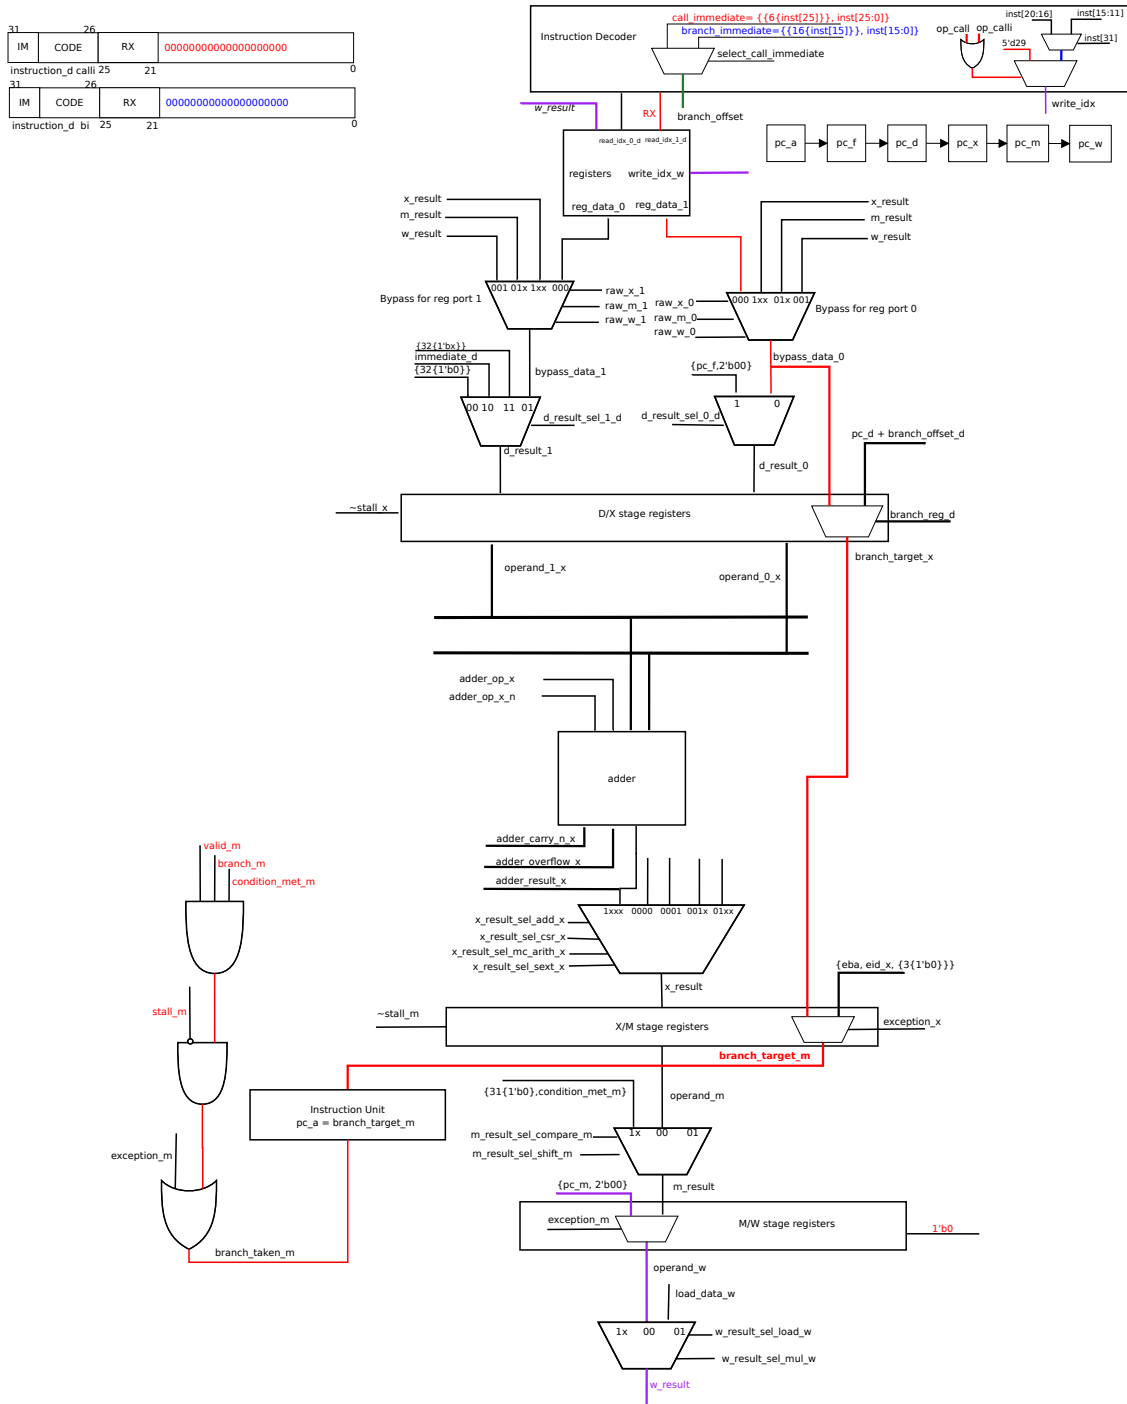 31
26
IM CODE RX 00000000000000000000
instruction_d calli 25 21 0
31
26
IM CODE RX 00000000000000000000
instruction_d bi 25 21 0
Instruction Decoder
call_immediate= {{6{inst[25]}}, inst[25:0]}
branch_immediate={{16{inst[15]}}, inst[15:0]}
select_call_immediate
op_call
op_calli
inst[20:16]
inst[15:11]
inst[31]
5'd29
write_idx
w_result
RX
branch_offset
read_idx_0_d read_idx_1_d
registers write_idx_w
reg_data_0 reg_data_1
pc_a pc_f pc_d pc_x pc_m pc_w
x_result
m_result
w_result
x_result
m_result
w_result
001 01x 1xx 000
Bypass for reg port 1
raw_x_1
raw_m_1
raw_w_1
raw_x_0
raw_m_0
raw_w_0
000 1xx 01x 001
Bypass for reg port 0
{32{1'bx}}
immediate_d
{32{1'b0}}
bypass_data_1
{pc_f,2'b00}
bypass_data_0
00 10 11 01
d_result_sel_1_d
d_result_1
1 0
d_result_sel_0_d
d_result_0
pc_d + branch_offset_d
~stall_x
D/X stage registers
branch_reg_d
branch_target_x
operand_1_x
operand_0_x
adder_op_x
adder_op_x_n
adder
adder_carry_n_x
adder_overflow_x
adder_result_x
1xxx 0000 0001 001x 01xx
x_result_sel_add_x
x_result_sel_csr_x
x_result_sel_mc_arith_x
x_result_sel_sext_x
x_result
valid_m
branch_m
condition_met_m
stall_m
exception_m
branch_taken_m
{eba, eid_x, {3{1'b0}}}
~stall_m
X/M stage registers
exception_x
branch_target_m
Instruction Unit
pc_a = branch_target_m
{31{1'b0},condition_met_m}
operand_m
1x 00 01
m_result_sel_compare_m
m_result_sel_shift_m
m_result
{pc_m, 2'b00}
exception_m
M/W stage registers
1'b0
operand_w
load_data_w
1x 00 01
w_result_sel_load_w
w_result_sel_mul_w
w_result